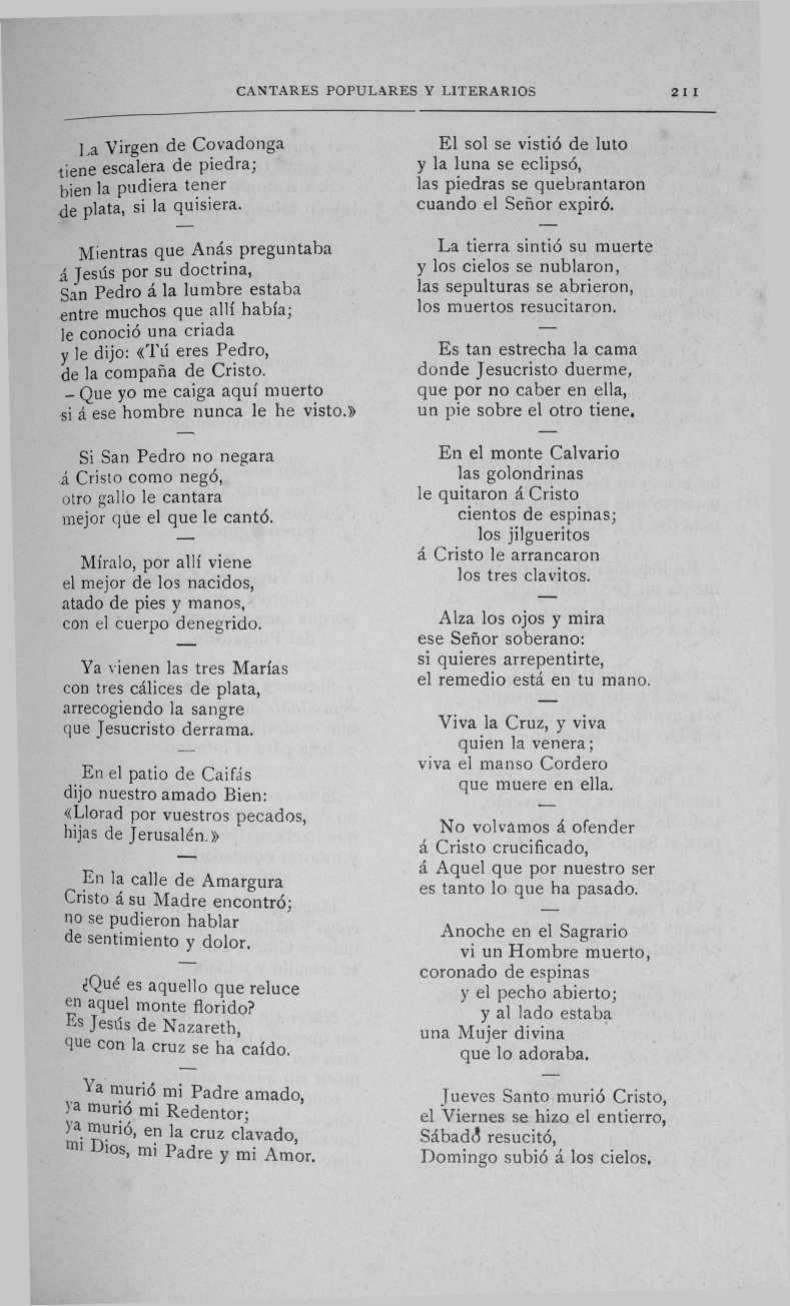 CANTARES POPULARES Y LITERARIOS 211
La Virgen de Covadonga
tiene escalera de piedra;
bien la pudiera tener
de plata, si la quisiera.
—
Mientras que Anás preguntaba
á Jesús por su doctrina,
San Pedro á la lumbre estaba
entre muchos que allí había;
le conoció una criada
y le dijo: «Tú eres Pedro,
de la compaña de Cristo.
– Que yo me caiga aquí muerto
si á ese hombre nunca le he visto.»
—
Si San Pedro no negara
á Cristo como negó,
otro gallo le cantara
mejor que el que le cantó.
—
Míralo, por allí viene
el mejor de los nacidos,
atado de pies y manos,
con el cuerpo denegrido.
—
Ya vienen las tres Marías
con tres cálices de plata,
arrecogiendo la sangre
que Jesucristo derrama.
—
En el patio de Caifás
dijo nuestro amado Bien:
«Llorad por vuestros pecados,
hijas de Jerusalén.»
—
En la calle de Amargura
Cristo á su Madre encontró;
no se pudieron hablar
de sentimiento y dolor.
—
¿Qué es aquello que reluce
en aquel monte florido?
Es Jesús de Nazareth,
que con la cruz se ha caído.
—
Ya murió mi Padre amado,
ya murió mi Redentor;
ya murió, en la cruz clavado,
mi Dios, mi Padre y mi Amor.
El sol se vistió de luto
y la luna se eclipsó,
las piedras se quebrantaron
cuando el Señor expiró.
—
La tierra sintió su muerte
y los cielos se nublaron,
las sepulturas se abrieron,
los muertos resucitaron.
—
Es tan estrecha la cama
donde Jesucristo duerme,
que por no caber en ella,
un pie sobre el otro tiene.
—
En el monte Calvario
las golondrinas
le quitaron á Cristo
cientos de espinas;
los jilgueritos
á Cristo le arrancaron
los tres clavitos.
—
Alza los ojos y mira
ese Señor soberano:
si quieres arrepentirte,
el remedio está en tu mano.
—
Viva la Cruz, y viva
quien la venera;
viva el manso Cordero
que muere en ella.
—
No volvamos á ofender
á Cristo crucificado,
á Aquel que por nuestro ser
es tanto lo que ha pasado.
—
Anoche en el Sagrario
vi un Hombre muerto,
coronado de espinas
y el pecho abierto;
y al lado estaba
una Mujer divina
que lo adoraba.
—
Jueves Santo murió Cristo,
el Viernes se hizo el entierro,
Sábado resucitó,
Domingo subió á los cielos.